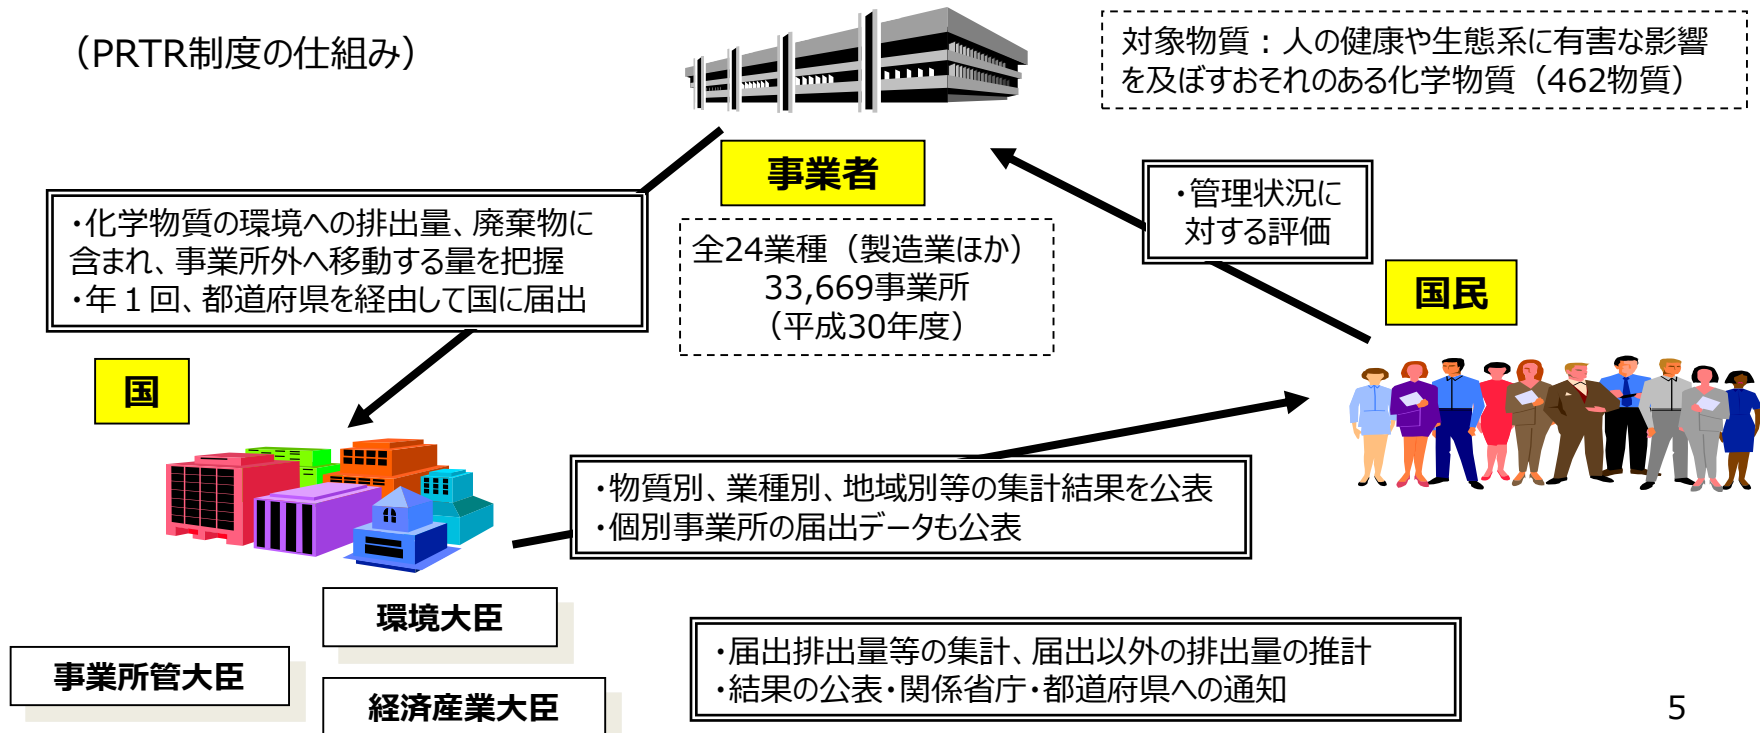 （PRTR制度の仕組み）
対象物質：人の健康や生態系に有害な影響
を及ぼすおそれのある化学物質（462物質）
事業者
・管理状況に
対する評価
・化学物質の環境への排出量、廃棄物に
含まれ、事業所外へ移動する量を把握
・年１回、都道府県を経由して国に届出
全24業種（製造業ほか）
33,669事業所
（平成30年度）
国民
国
・物質別、業種別、地域別等の集計結果を公表
・個別事業所の届出データも公表
環境大臣
事業所管大臣
経済産業大臣
・届出排出量等の集計、届出以外の排出量の推計
・結果の公表・関係省庁・都道府県への通知
5